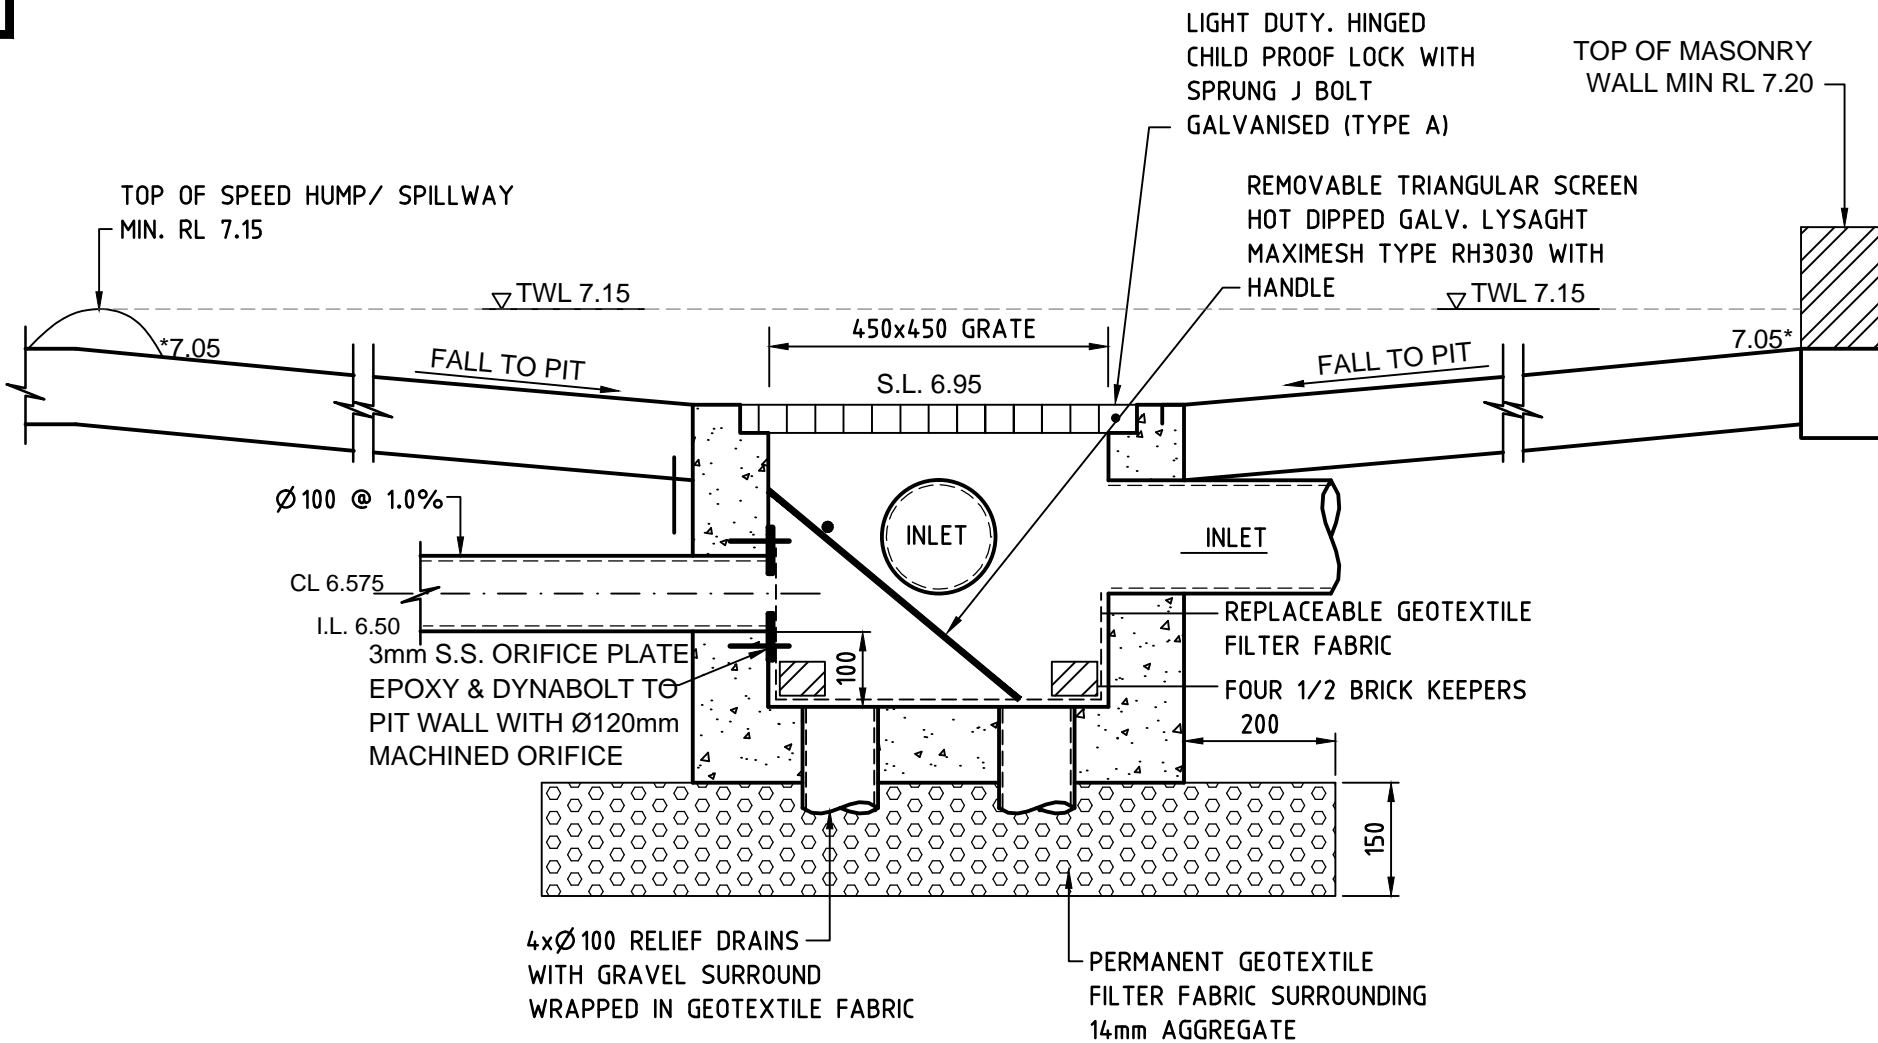 LIGHT DUTY. HINGED
CHILD PROOF LOCK WITH
SPRUNG J BOLT
GALVANISED (TYPE A)
TOP OF MASONRY
WALL MIN RL 7.20
REMOVABLE TRIANGULAR SCREEN
HOT DIPPED GALV. LYSAGHT
MAXIMESH TYPE RH3030 WITH
HANDLE
TOP OF SPEED HUMP/ SPILLWAY
MIN. RL 7.15
TWL 7.15
TWL 7.15
450x450 GRATE
*7.05
7.05*
FALL TO PIT
FALL TO PIT
S.L. 6.95
Ø100 @ 1.0%
INLET
INLET
CL 6.575
I.L. 6.50
3mm S.S. ORIFICE PLATE
EPOXY & DYNABOLT TO
PIT WALL WITH Ø120mm
MACHINED ORIFICE
100
REPLACEABLE GEOTEXTILE
FILTER FABRIC
FOUR 1/2 BRICK KEEPERS
200
150
4xØ100 RELIEF DRAINS
WITH GRAVEL SURROUND
WRAPPED IN GEOTEXTILE FABRIC
PERMANENT GEOTEXTILE
FILTER FABRIC SURROUNDING
14mm AGGREGATE